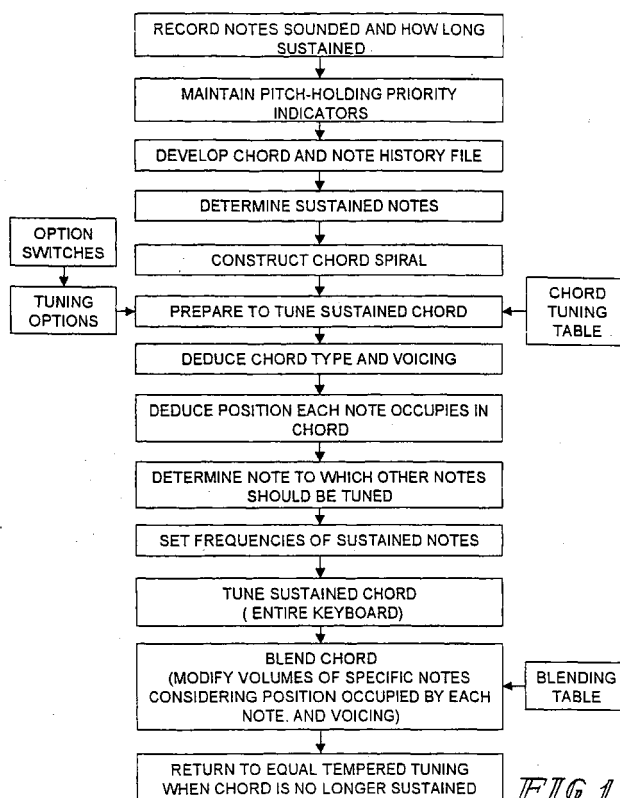 RECORD NOTES SOUNDED AND HOW LONG
SUSTAINED
MAINTAIN PITCH-HOLDING PRIORITY
INDICATORS
DEVELOP CHORD AND NOTE HISTORY FILE
DETERMINE SUSTAINED NOTES
OPTION
SWITCHES
CONSTRUCT CHORD SPIRAL
TUNING
OPTIONS
PREPARE TO TUNE SUSTAINED CHORD
CHORD
TUNING
TABLE
DEDUCE CHORD TYPE AND VOICING
DEDUCE POSITION EACH NOTE OCCUPIES IN
CHORD
DETERMINE NOTE TO WHICH OTHER NOTES
SHOULD BE TUNED
SET FREQUENCIES OF SUSTAINED NOTES
TUNE SUSTAINED CHORD
( ENTIRE KEYBOARD)
BLEND CHORD
(MODIFY VOLUMES OF SPECIFIC NOTES
CONSIDERING POSITION OCCUPIED BY EACH
NOTE. AND VOICING)
BLENDING
TABLE
RETURN TO EQUAL TEMPERED TUNING
WHEN CHORD IS NO LONGER SUSTAINED
FIG 1